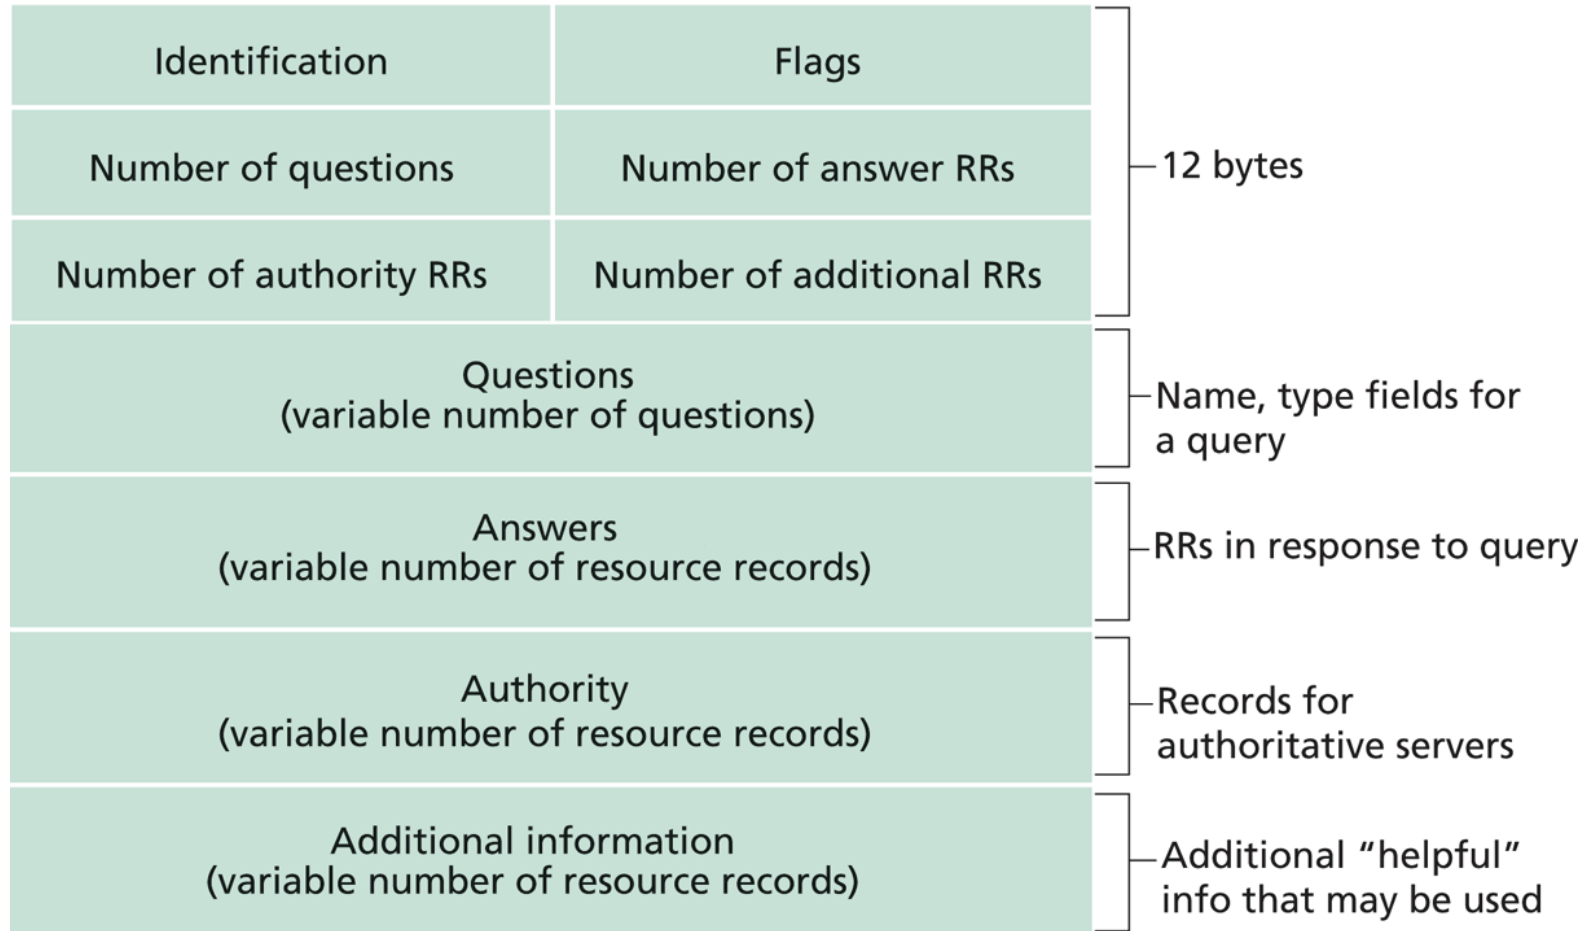 Identification
Flags
Number of questions
Number of answer RRs
Number of authority RRs
Number of additional RRs
12 bytes
Questions
(variable number of questions)
Name, type fields for
a query
Answers
(variable number of resource records)
RRs in response to query
Authority
(variable number of resource records)
Records for
authoritative servers
Additional information
(variable number of resource records)
Additional “helpful”
info that may be used